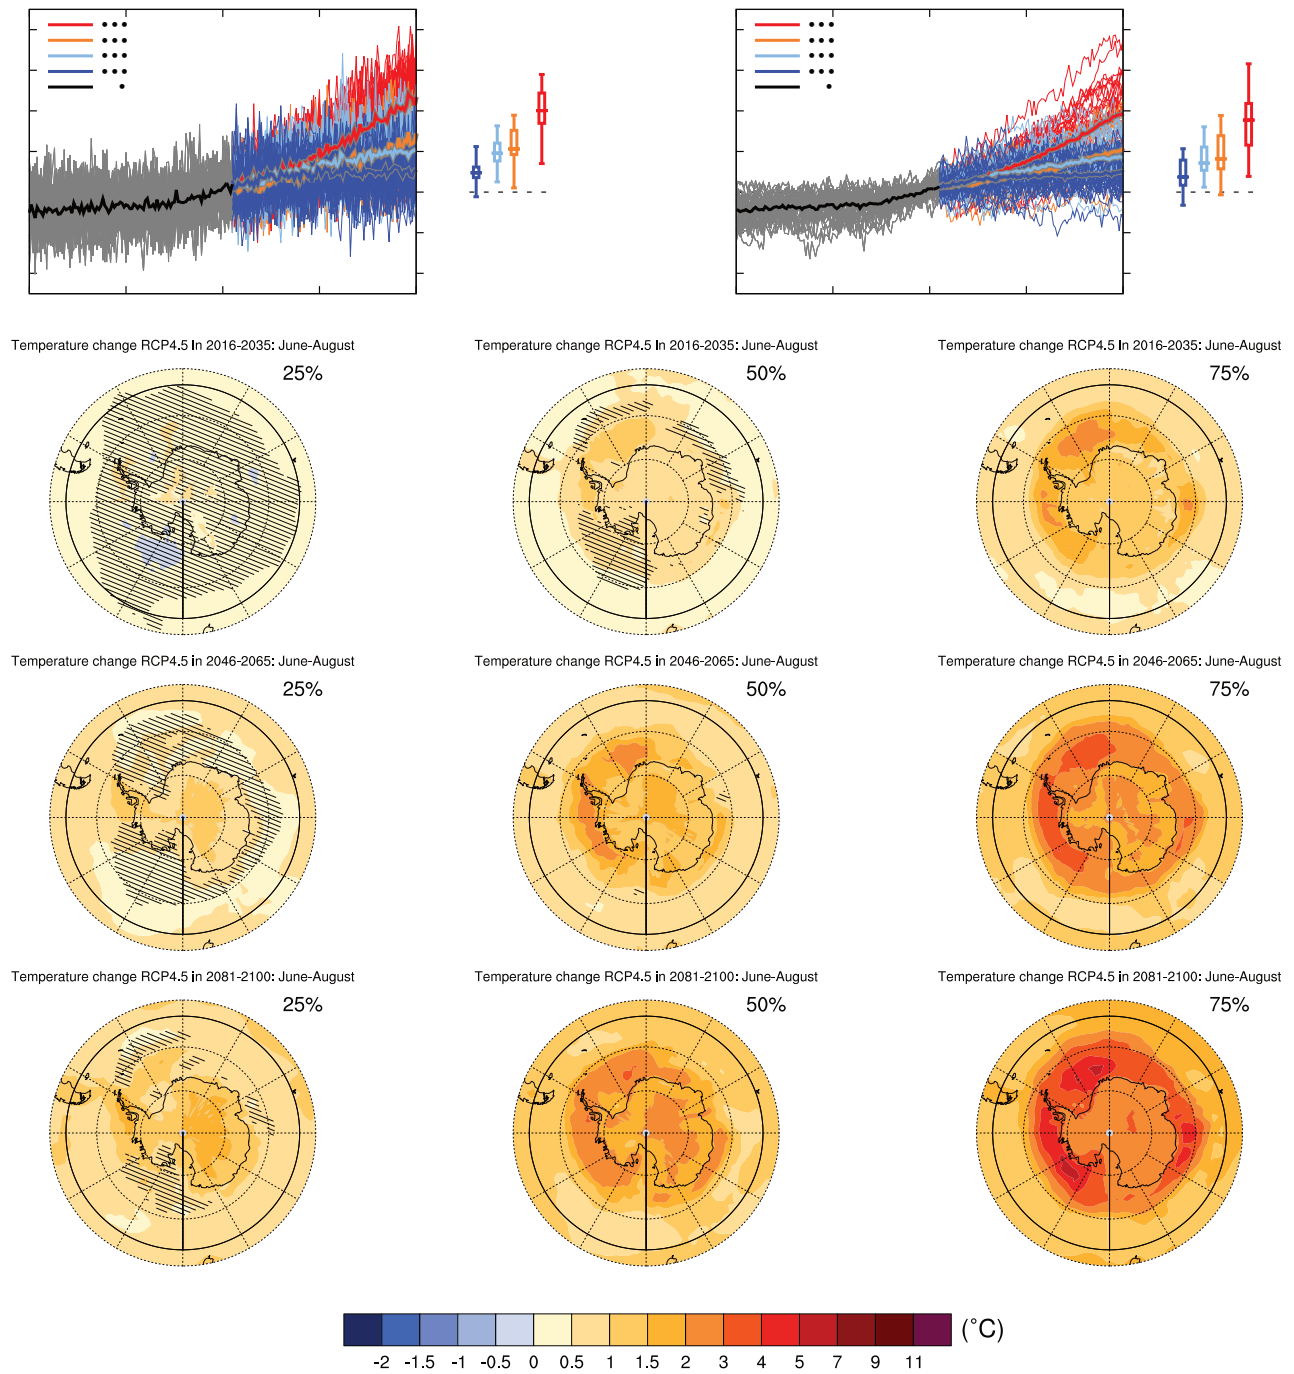 Temperature change RCP4.5 in 2016-2035: June-August
25%
Temperature change RCP4.5 in 2016-2035: June-August
50%
Temperature change RCP4.5 in 2016-2035: June-August
75%
Temperature change RCP4.5 in 2046-2065: June-August
25%
Temperature change RCP4.5 in 2046-2065: June-August
50%
Temperature change RCP4.5 in 2046-2065: June-August
75%
Temperature change RCP4.5 in 2081-2100: June-August
25%
Temperature change RCP4.5 in 2081-2100: June-August
50%
Temperature change RCP4.5 in 2081-2100: June-August
75%
(°C)
-2 -1.5 -1 -0.5 0 0.5 1 1.5 2 3 4 5 7 9 11